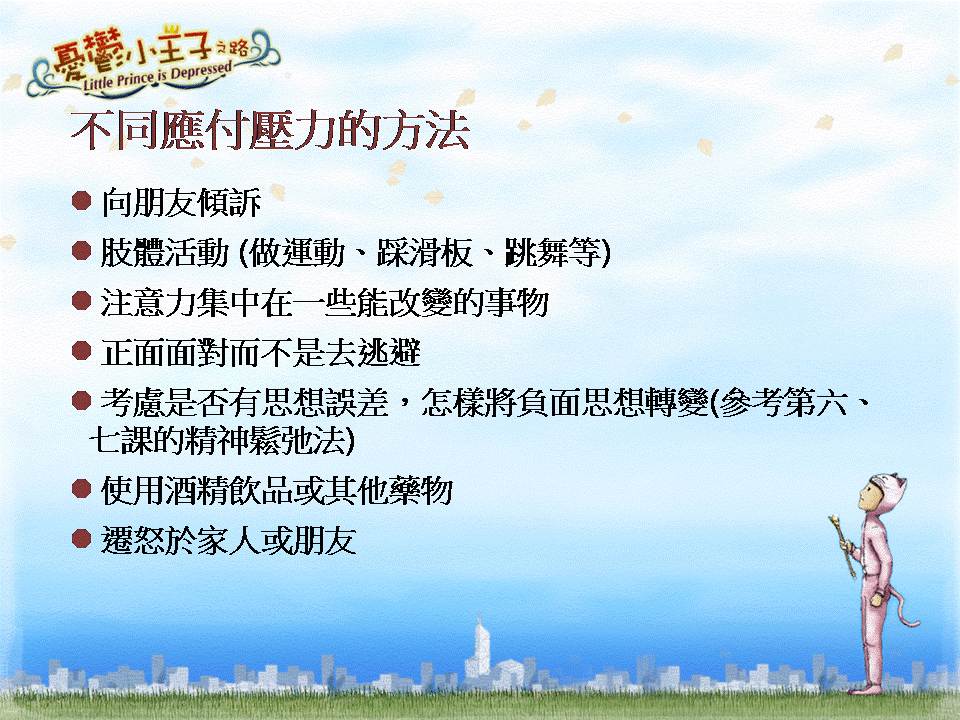 憂鬱小王子之路
Little Prince is Depressed
不同應付壓力的方法
向朋友傾訴
肢體活動 (做運動、踩滑板、跳舞等)
注意力集中在一些能改變的事物
正面面對而不是去逃避
考慮是否有思想誤差，怎樣將負面思想轉變(參考第六、
七課的精神鬆弛法)
使用酒精飲品或其他藥物
遷怒於家人或朋友